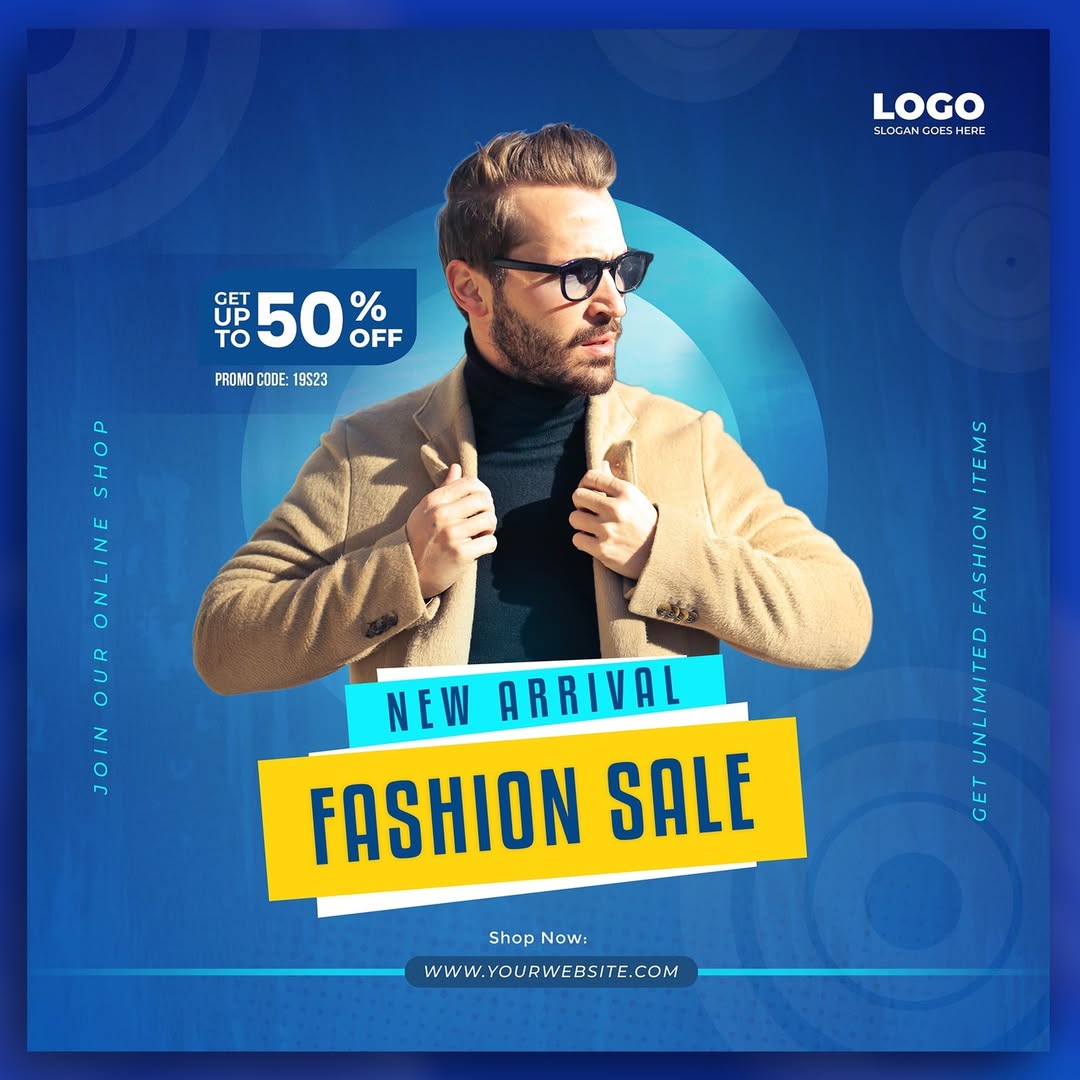 LOGO
SLOGAN GOES HERE
GET
UP
TO
50
%
OFF
PROMO CODE: 19S23
JOIN OUR ONLINE SHOP
GET UNLIMITED FASHION ITEMS
NEW ARRIVAL
FASHION SALE
Shop Now:
WWW.YOURWEBSITE.COM